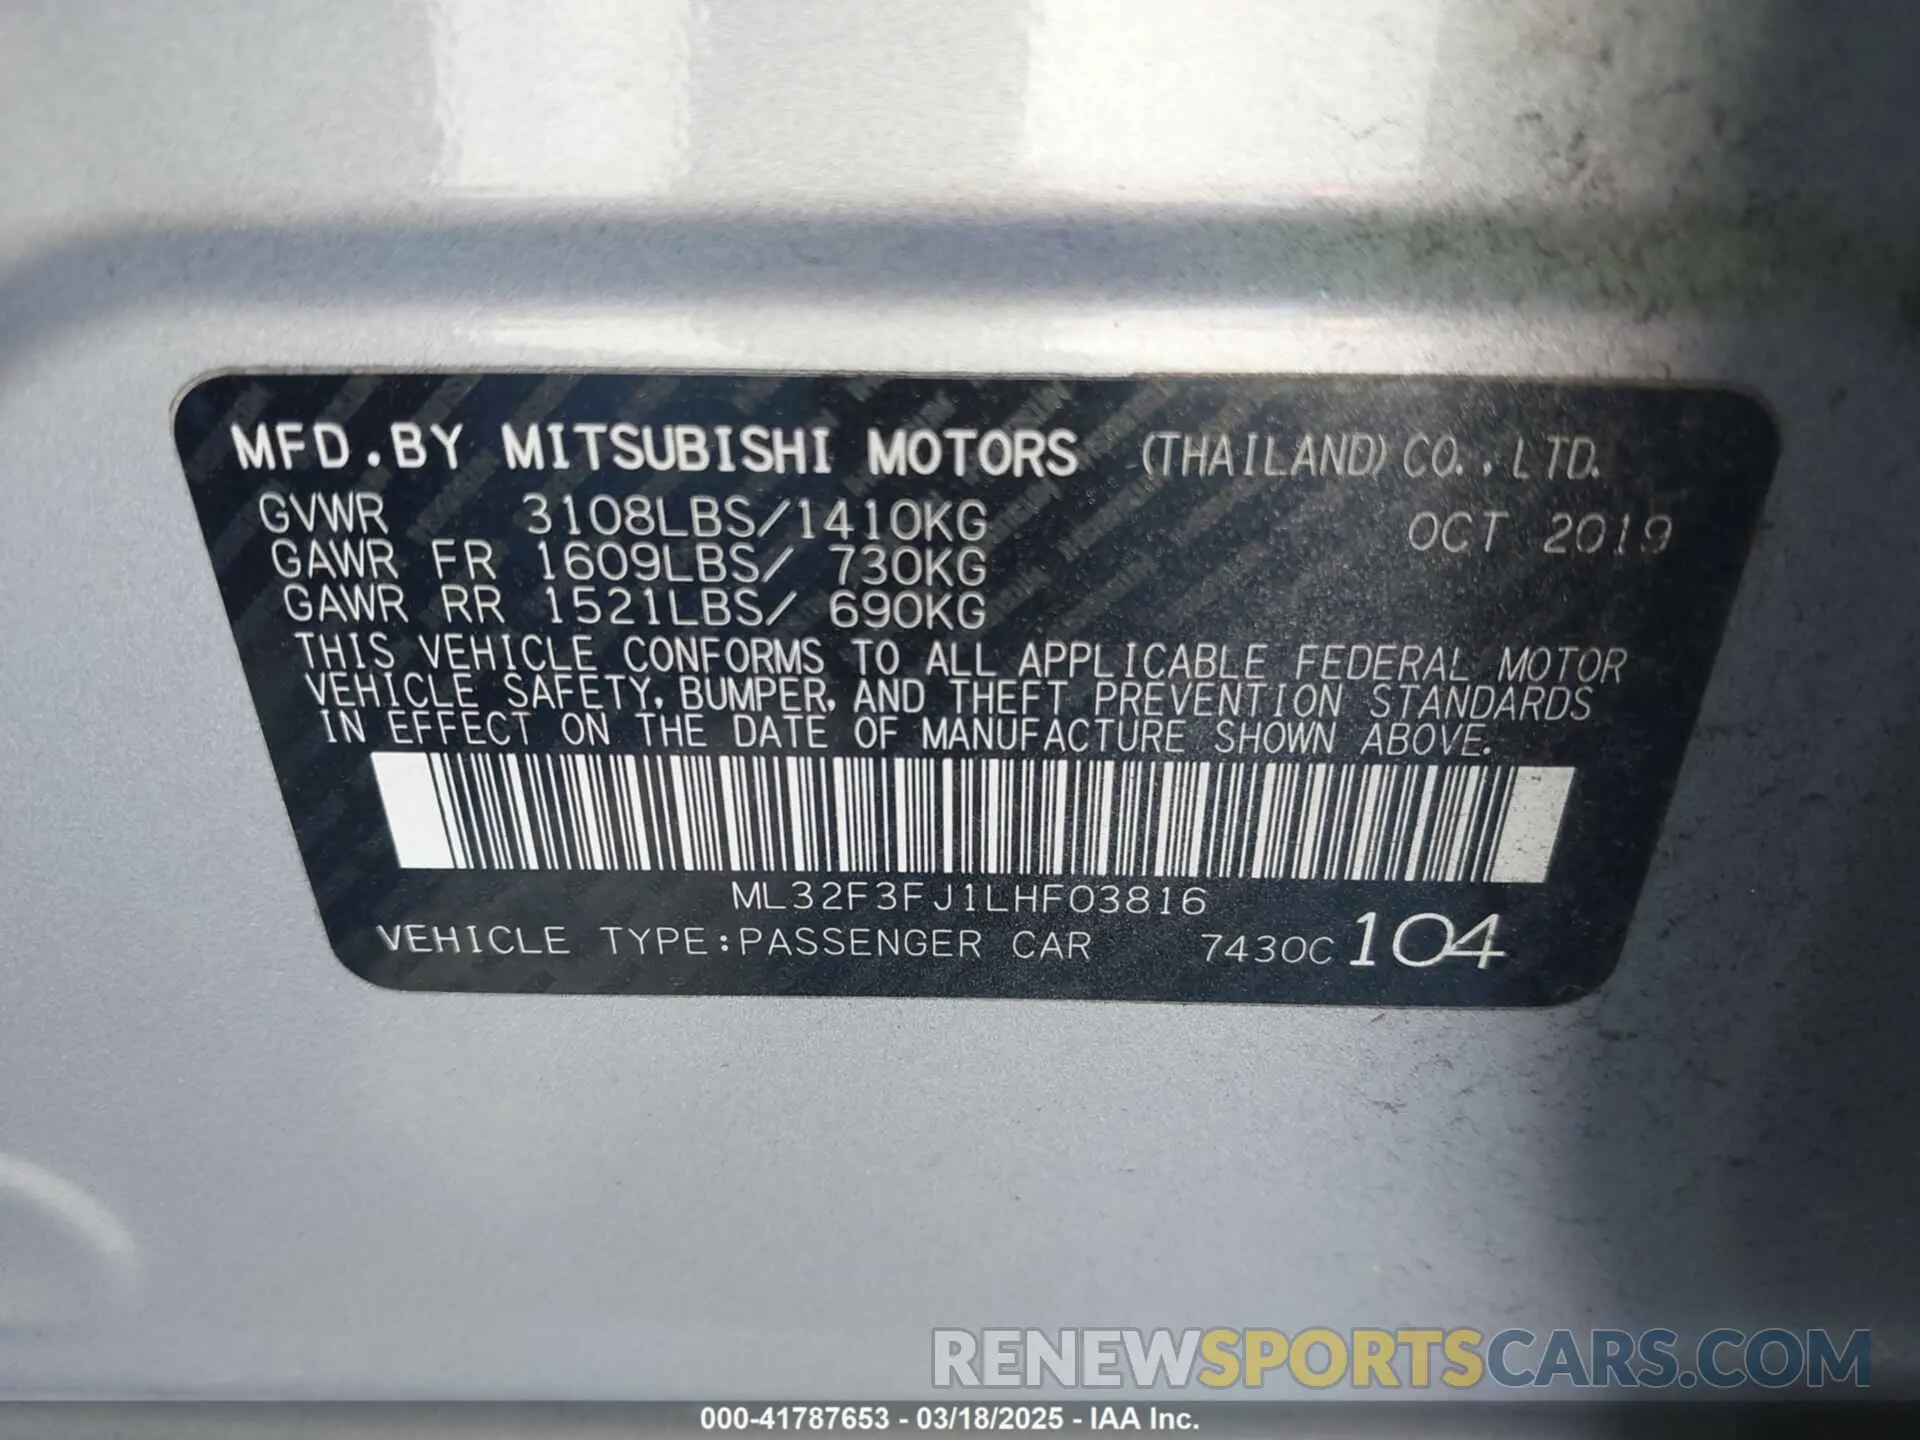 MFD.BY MITSUBISHI MOTORS (THAILAND) CO.,LTD.
GVWR 3108LBS/1410KG OCT 2019
GAWR FR 1609LBS/ 730KG
GAWR RR 1521LBS/ 690KG
THIS VEHICLE CONFORMS TO ALL APPLICABLE FEDERAL MOTOR
VEHICLE SAFETY, BUMPER, AND THEFT PREVENTION STANDARDS
IN EFFECT ON THE DATE OF MANUFACTURE SHOWN ABOVE.
ML32F3FJ1LHF03816
VEHICLE TYPE:PASSENGER CAR 7430C 104
RENEWSPORTSCARS.COM
000-41787653 - 03/18/2025 - IAA Inc.